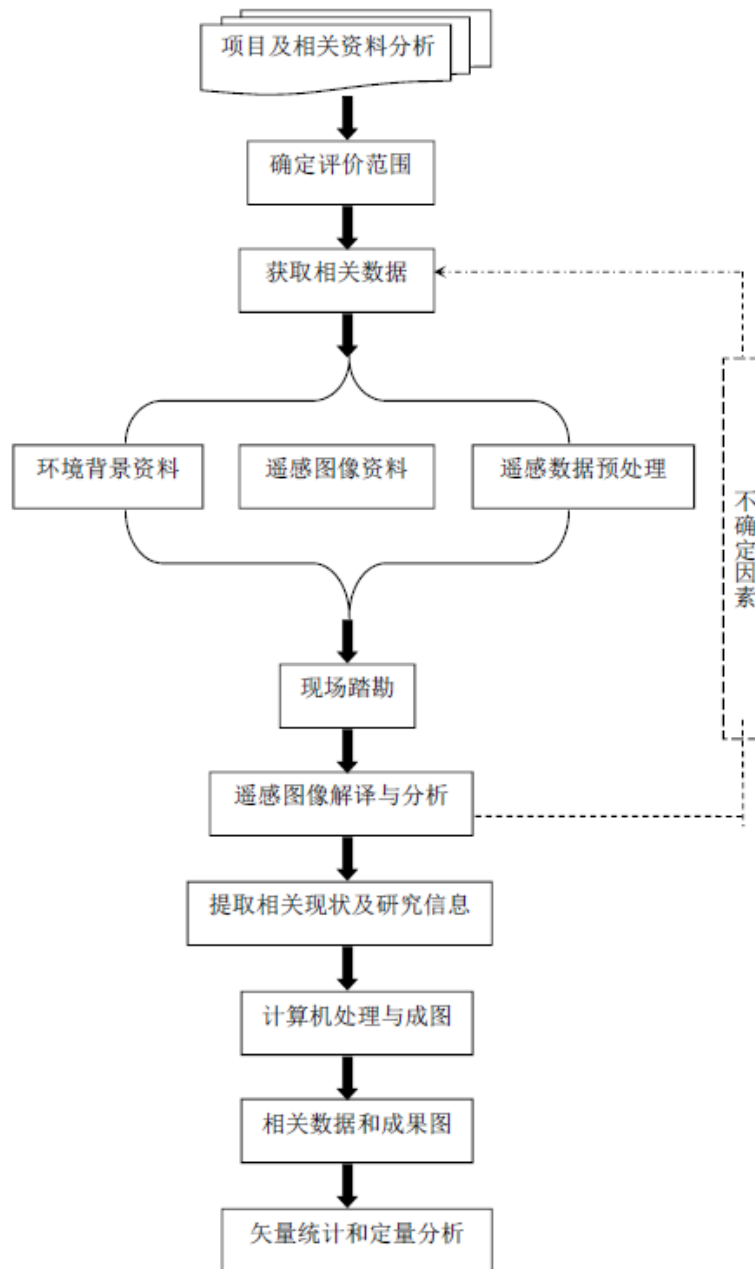 项目及相关资料分析
确定评价范围
获取相关数据
环境背景资料
遥感图像资料
遥感数据预处理
不确定因素
现场踏勘
遥感图像解译与分析
提取相关现状及研究信息
计算机处理与成图
相关数据和成果图
矢量统计和定量分析